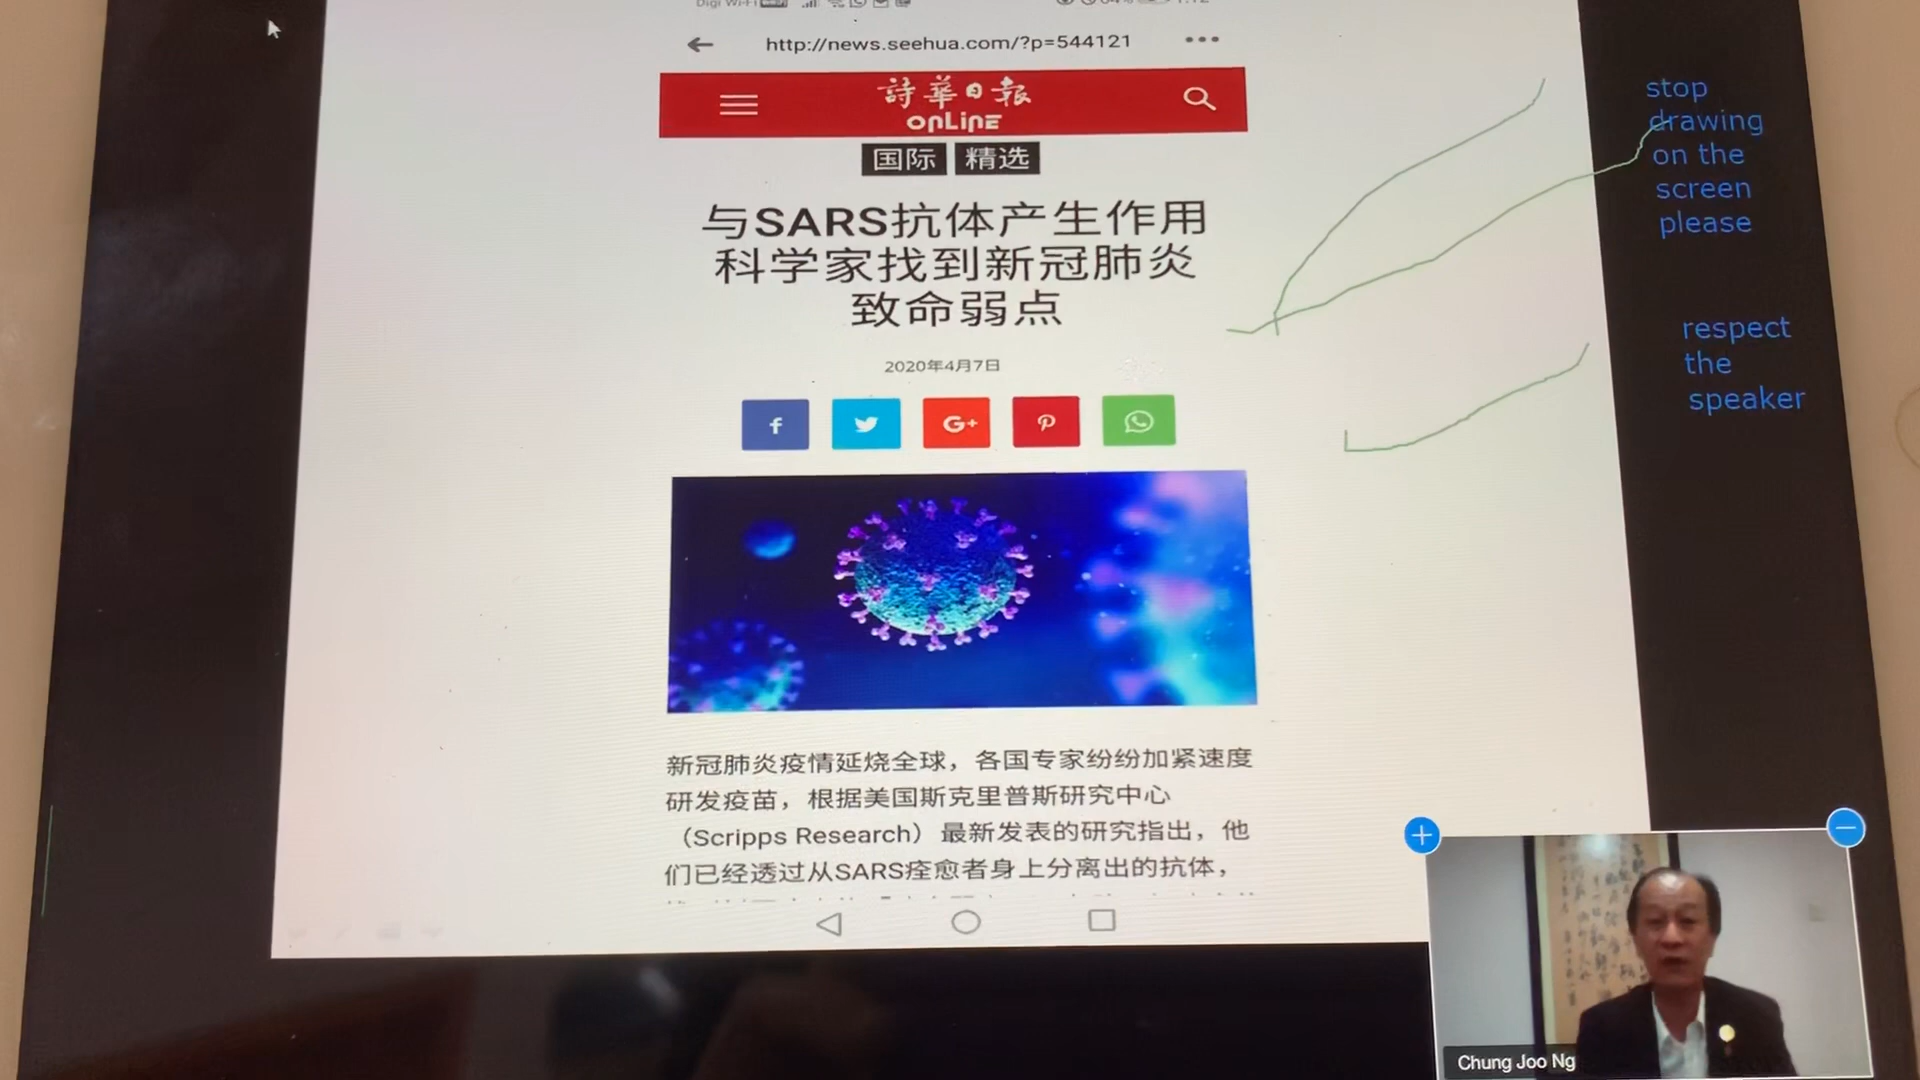 Digi Wi-Fi
http://news.seehua.com/?p=544121
詩華日報
OnLinE
国际 精选
与SARS抗体产生作用
科学家找到新冠肺炎
致命弱点
2020年4月7日
f
G+
新冠肺炎疫情延烧全球，各国专家纷纷加紧速度
研发疫苗，根据美国斯克里普斯研究中心
（Scripps Research）最新发表的研究指出，他
们已经透过从SARS痊愈者身上分离出的抗体，
stop
drawing
on the
screen
please
respect
the
speaker
Chung Joo Ng